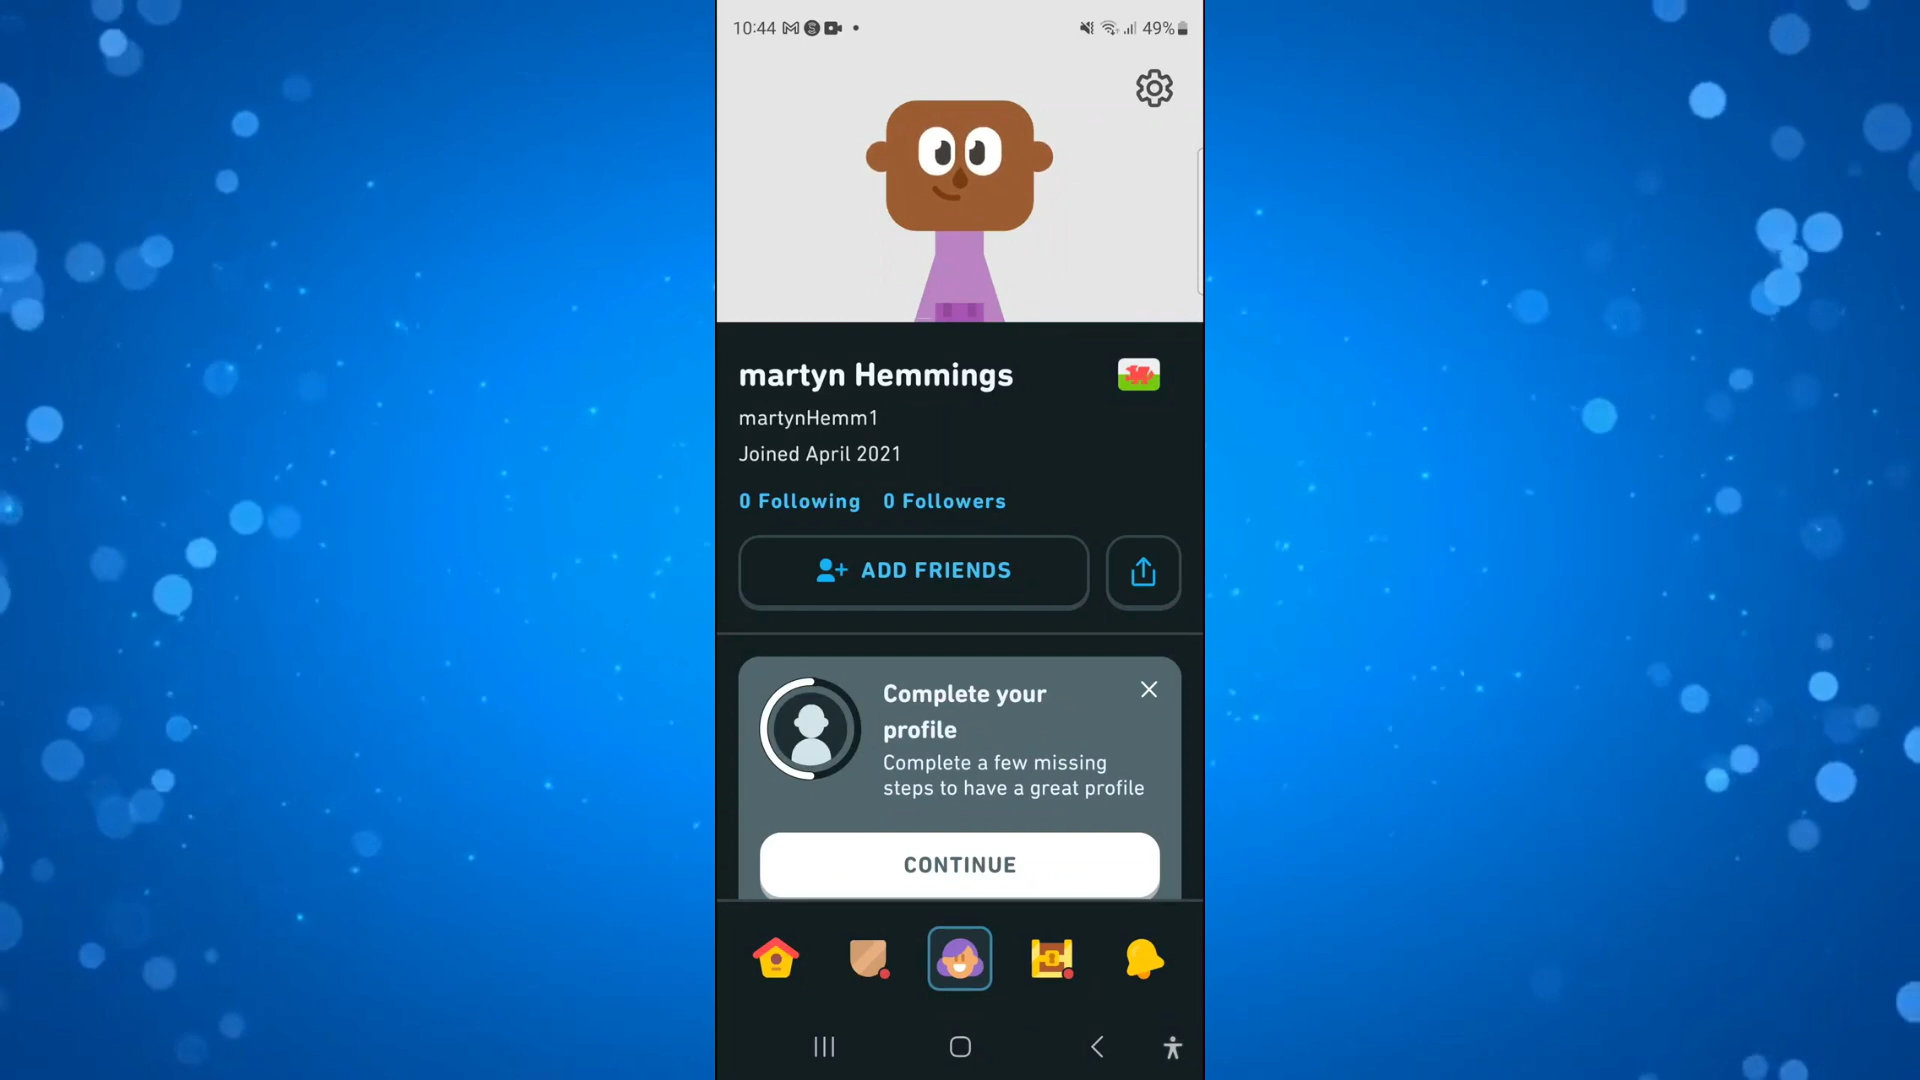 10:44
49%
martyn Hemmings
martynHemm1
Joined April 2021
0 Following 0 Followers
ADD FRIENDS
Complete your
profile
Complete a few missing
steps to have a great profile
CONTINUE